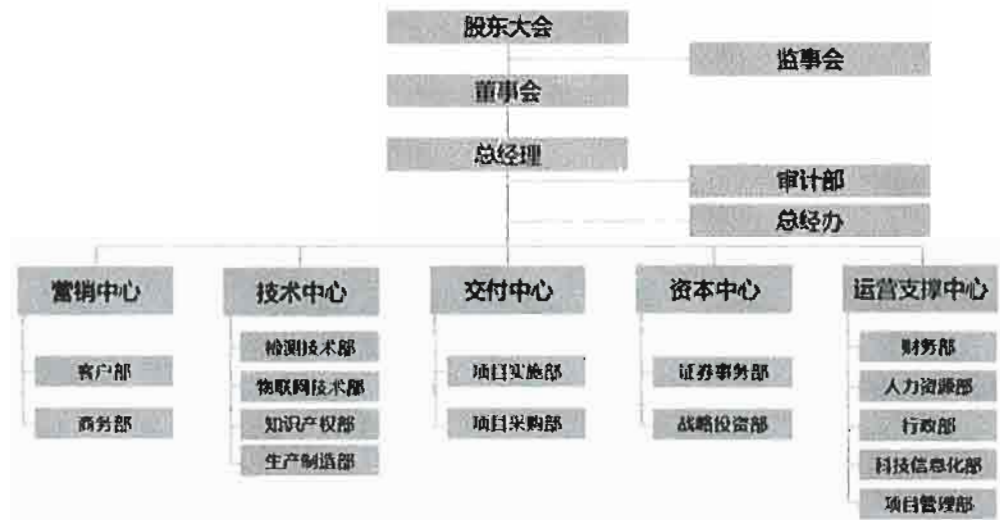 股东大会
监事会
董事会
总经理
审计部
总经办
营销中心
技术中心
交付中心
资本中心
运营支撑中心
客户部
商务部
检测技术部
物联网技术部
知识产权部
生产制造部
项目实施部
项目采购部
证券事务部
战略投资部
财务部
人力资源部
行政部
科技信息化部
项目管理部